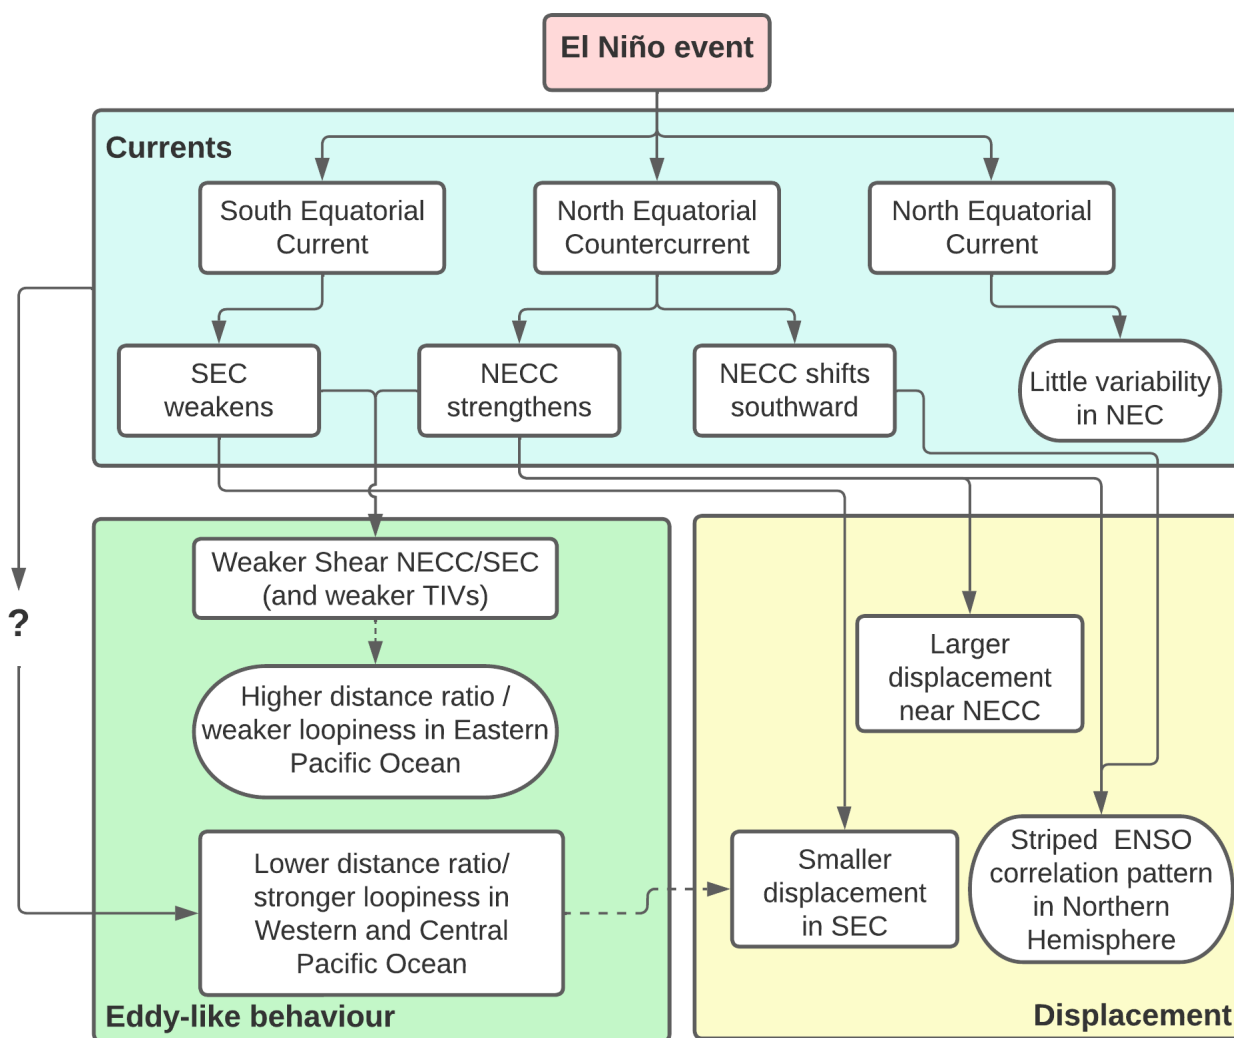 El Niño event
Currents
South Equatorial
Current
North Equatorial
Countercurrent
North Equatorial
Current
SEC
weakens
NECC
strengthens
NECC shifts
southward
Little variability
in NEC
?
Weaker Shear NECC/SEC
(and weaker TIVs)
Higher distance ratio /
weaker loopiness in Eastern
Pacific Ocean
Lower distance ratio/
stronger loopiness in
Western and Central
Pacific Ocean
Eddy-like behaviour
Larger
displacement
near NECC
Smaller
displacement
in SEC
Striped  ENSO
correlation pattern
in Northern
Hemisphere
Displacement